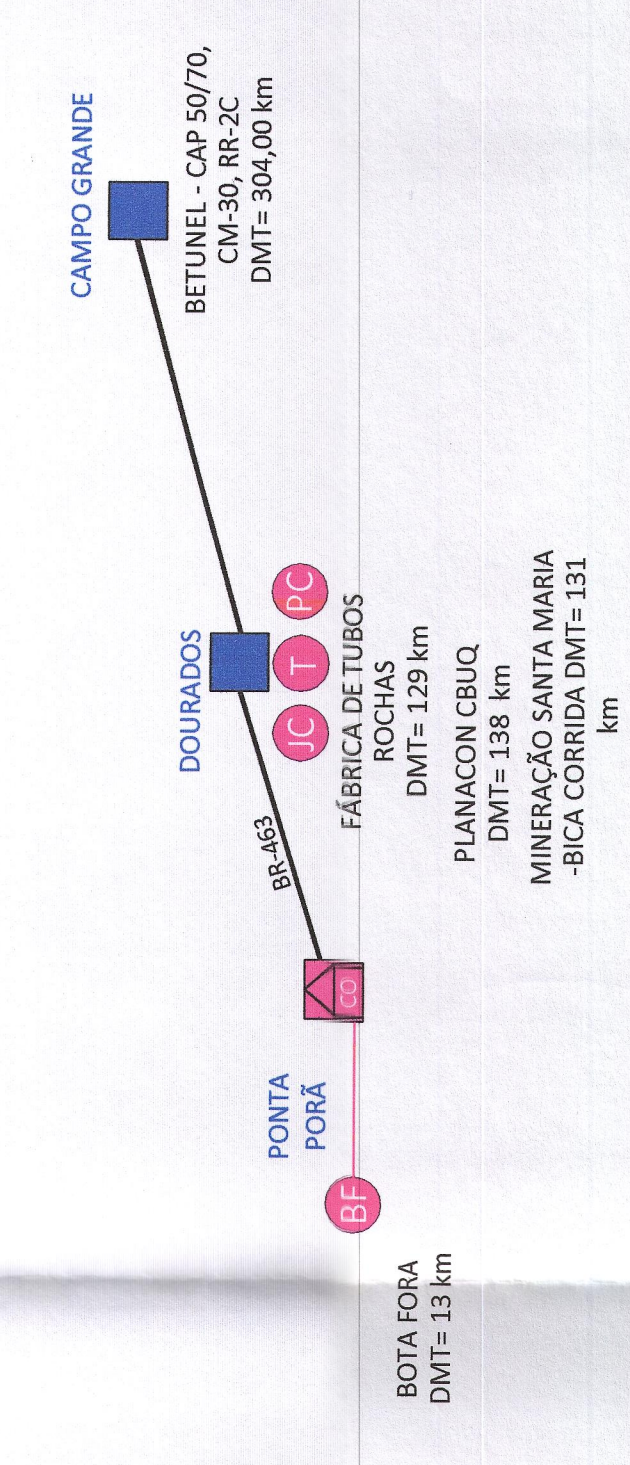 CAMPO GRANDE
BETUNEL - CAP 50/70,
CM-30, RR-2C
DMT= 304,00 km
DOURADOS
JC T PC
FÁBRICA DE TUBOS
ROCHAS
DMT= 129 km
PLANACON CBUQ
DMT= 138 km
MINERAÇÃO SANTA MARIA
-BICA CORRIDA DMT= 131
km
BR-463
CO
PONTA
PORÃ
BF
BOTA FORA
DMT= 13 km